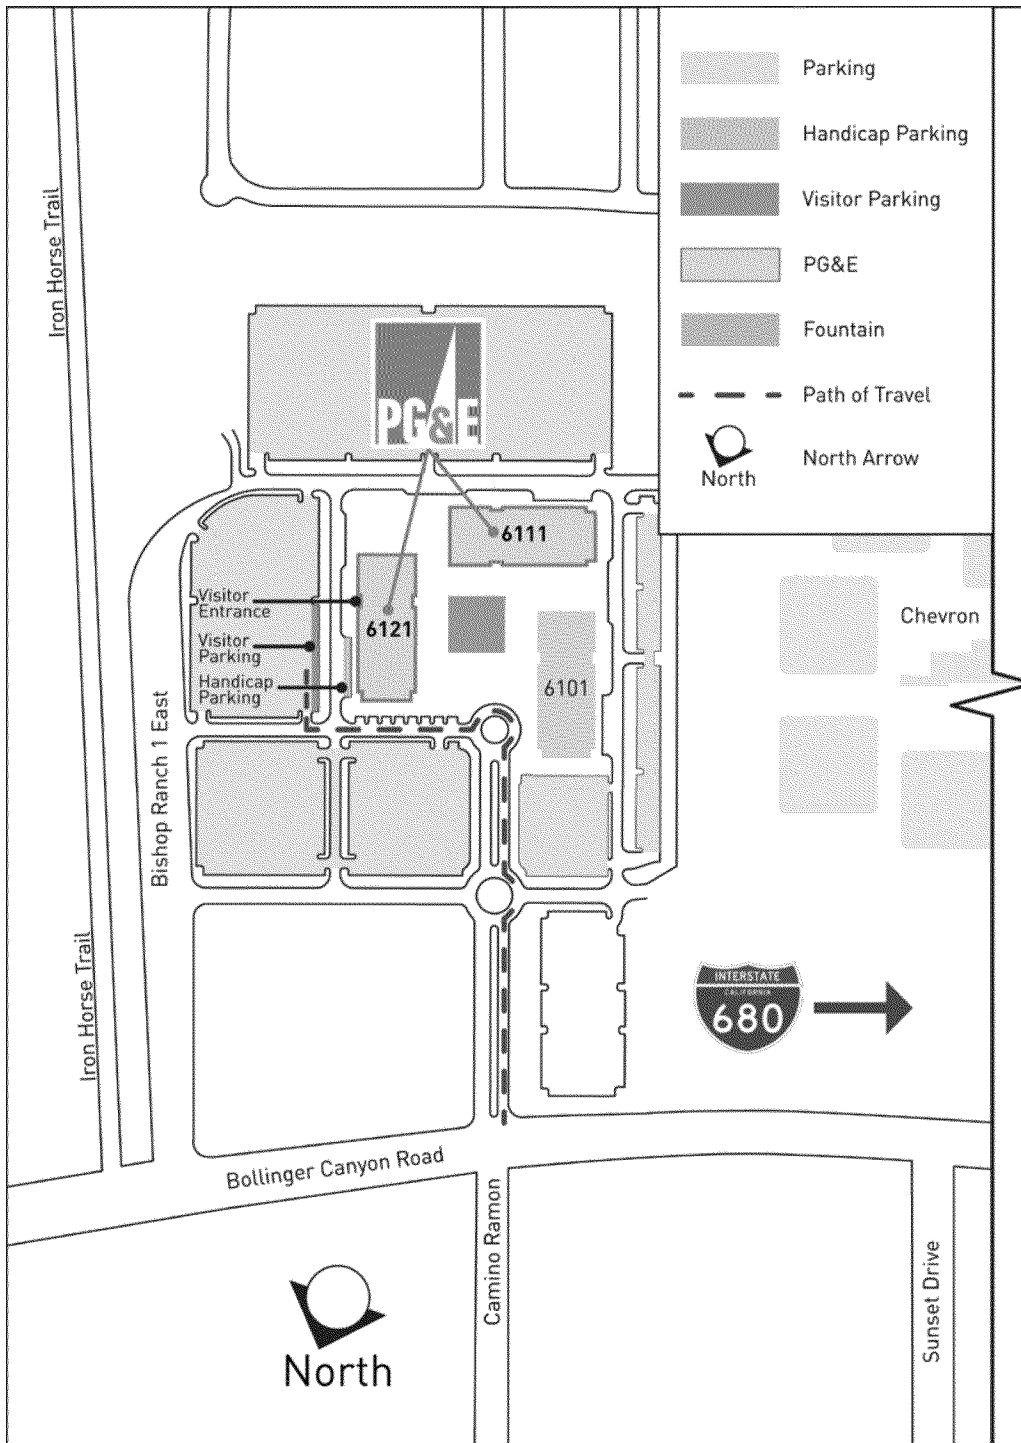 Parking
Handicap Parking
Visitor Parking
PG&E
Fountain
Path of Travel
North
North Arrow
Iron Horse Trail
PG&E
6111
Visitor
Entrance
6121
Visitor
Parking
Handicap
Parking
6101
Chevron
Bishop Ranch 1 East
Iron Horse Trail
INTERSTATE
CALIFORNIA
680
Bollinger Canyon Road
Camino Ramon
Sunset Drive
North